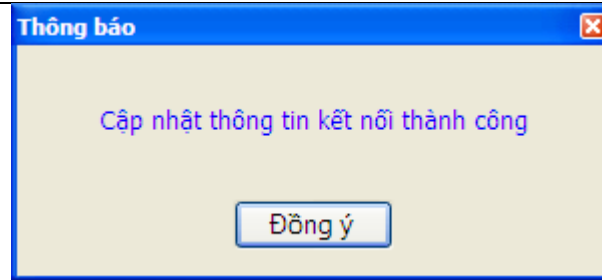 Thông báo
Cập nhật thông tin kết nối thành công
Đồng ý